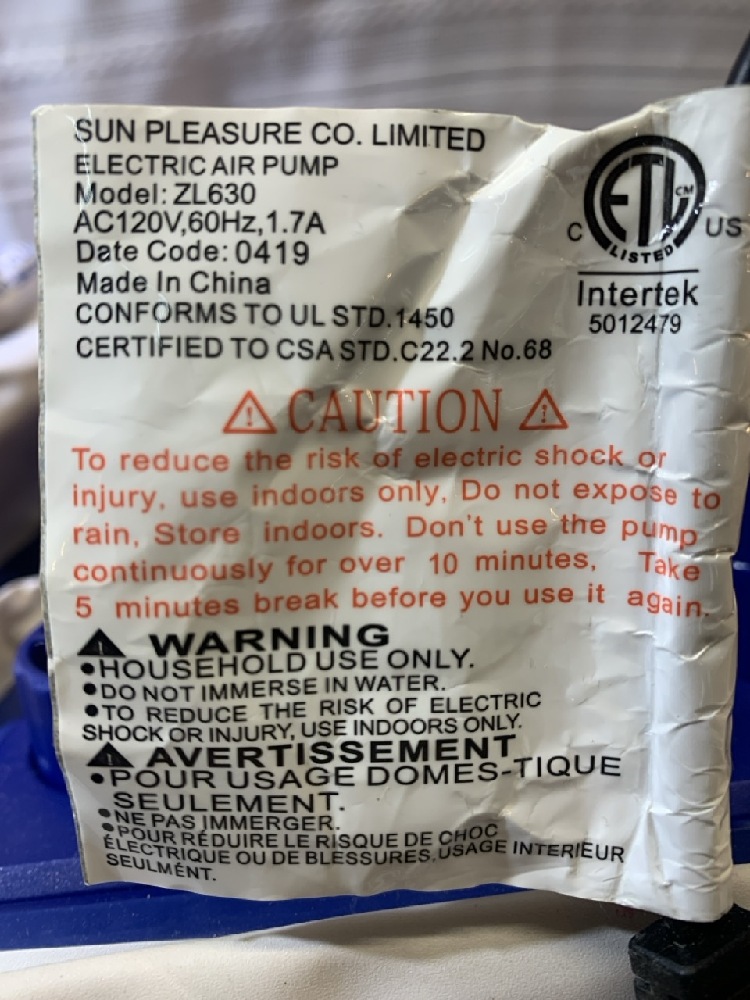 SUN PLEASURE CO. LIMITED
ELECTRIC AIR PUMP
Model: ZL630
AC120V,60Hz,1.7A
Date Code: 0419
Made In China
CONFORMS TO UL STD.1450
CERTIFIED TO CSA STD.C22.2 No.68
ETL CM
C US
LISTED
Intertek
5012479
CAUTION
To reduce the risk of electric shock or
injury, use indoors only, Do not expose to
rain, Store indoors. Don't use the pump
continuously for over 10 minutes, Take
5 minutes break before you use it again.
WARNING
•HOUSEHOLD USE ONLY.
•DO NOT IMMERSE IN WATER.
•TO REDUCE THE RISK OF ELECTRIC
SHOCK OR INJURY, USE INDOORS ONLY.
AVERTISSEMENT
•POUR USAGE DOMES-TIQUE
SEULEMENT.
•NE PAS IMMERGER.
•POUR RÉDUIRE LE RISQUE DE CHOC
ÉLECTRIQUE OU DE BLESSURES,USAGE INTERIEUR
SEULMÉNT.